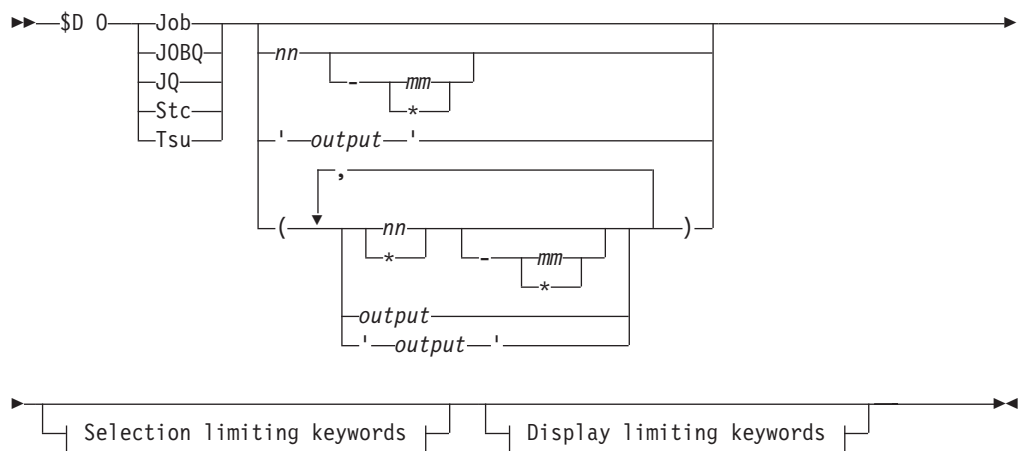 $D O Job
JOBQ nn
- mm
JQ
*
Stc
Tsu ' output '
,
( nn )
* - mm
*
output
' output '
Selection limiting keywords Display limiting keywords